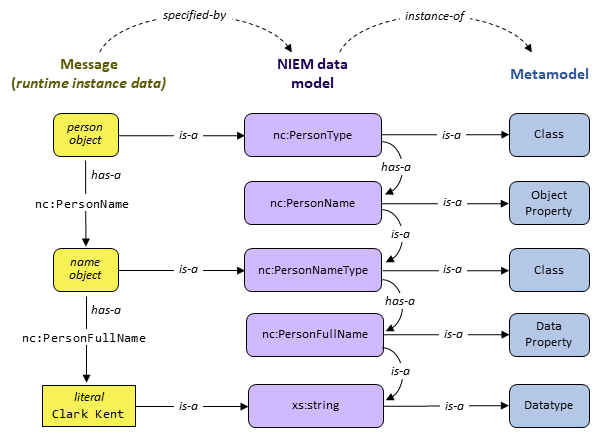 specified-by
instance-of
Message
(runtime instance data)
NIEM data
model
Metamodel
person
object
is-a
nc:PersonType
is-a
Class
has-a
has-a
nc:PersonName
nc:PersonName
is-a
Object
Property
is-a
name
object
is-a
nc:PersonNameType
is-a
Class
has-a
has-a
nc:PersonFullName
nc:PersonFullName
is-a
Data
Property
is-a
literal
Clark Kent
is-a
xs:string
is-a
Datatype